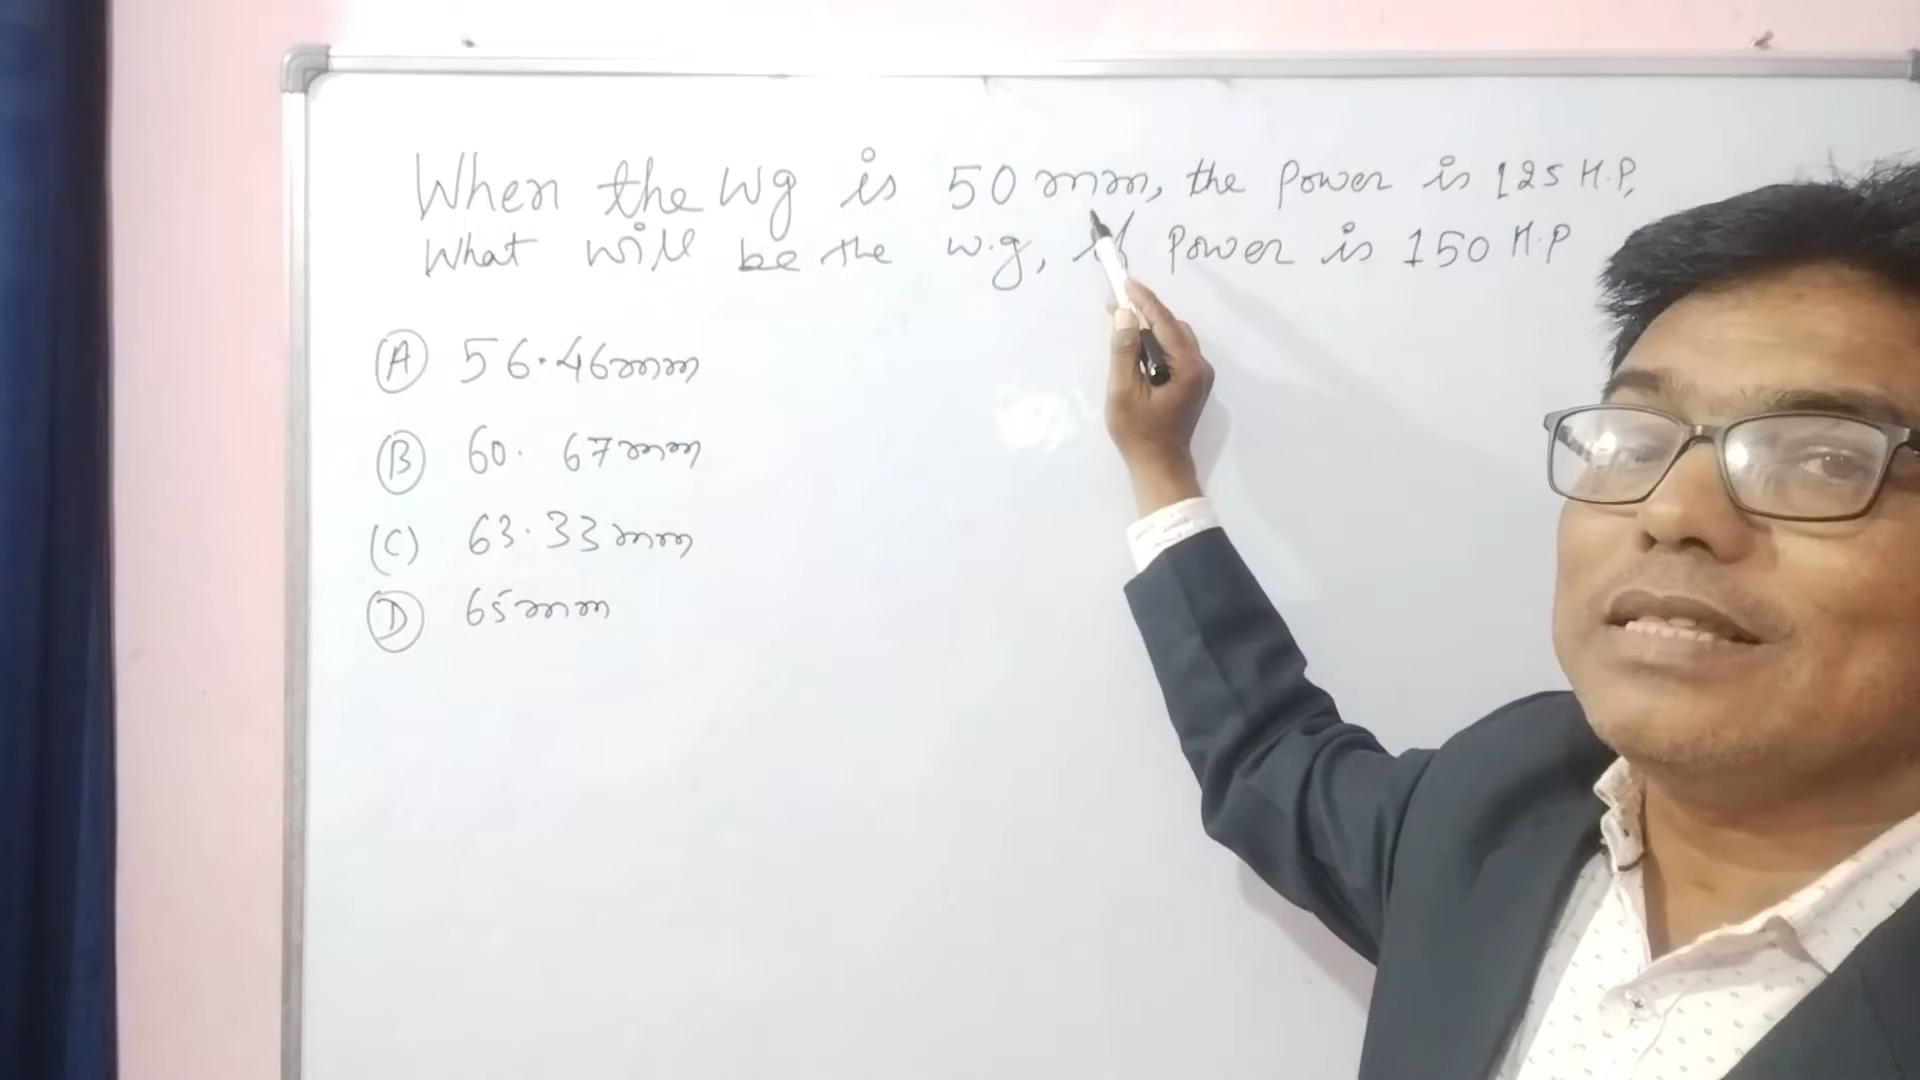 When the Wg is 50 mm, the Power is 125 H.P,
What will be the w.g, if Power is 150 H.P
(A) 56.46mm
(B) 60. 67mm
(C) 63.33mm
(D) 65mm